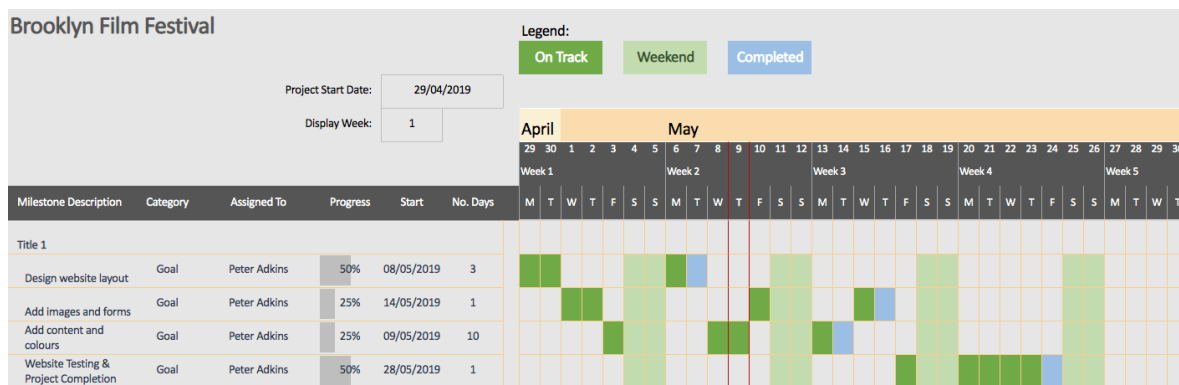 Brooklyn Film Festival
Legend:
On Track Weekend Completed
Project Start Date: 29/04/2019
Display Week: 1
April May
29 30 1 2 3 4 5 6 7 8 9 10 11 12 13 14 15 16 17 18 19 20 21 22 23 24 25 26 27 28 29
Week 1 Week 2 Week 3 Week 4 Week 5
Milestone Description Category Assigned To Progress Start No. Days M T W T F S S M T W T F S S M T W T F S S M T W T F S S M T W
Title 1
Design website layout Goal Peter Adkins 50% 08/05/2019 3
Add images and forms Goal Peter Adkins 25% 14/05/2019 1
Add content and
colours Goal Peter Adkins 25% 09/05/2019 10
Website Testing &
Project Completion Goal Peter Adkins 50% 28/05/2019 1